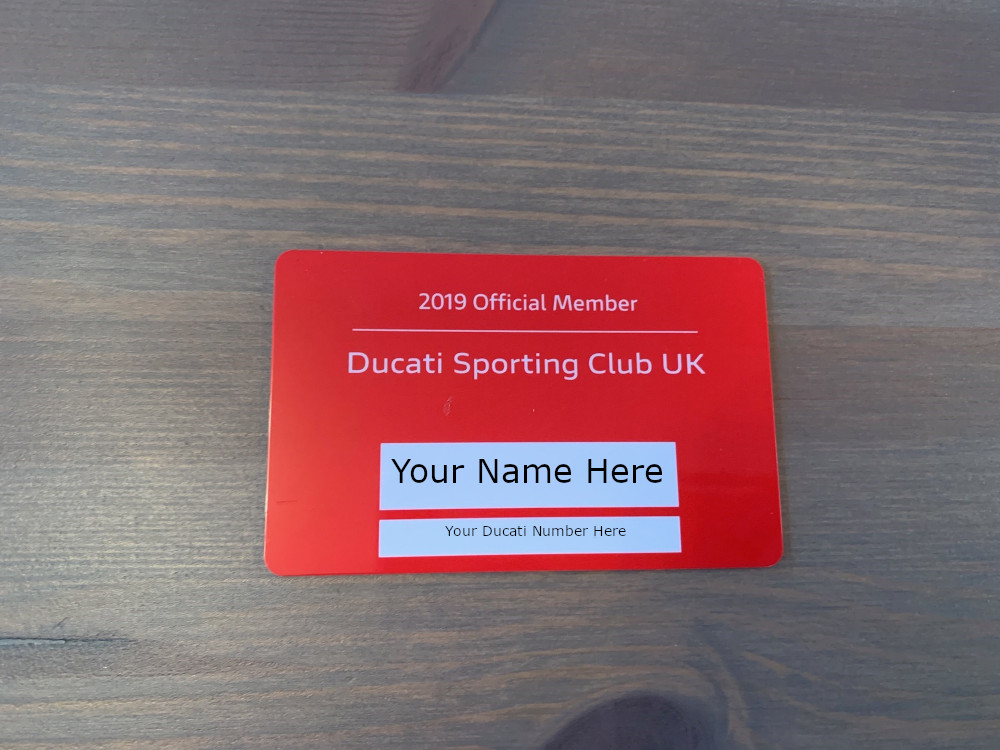 2019 Official Member
Ducati Sporting Club UK
Your Name Here
Your Ducati Number Here